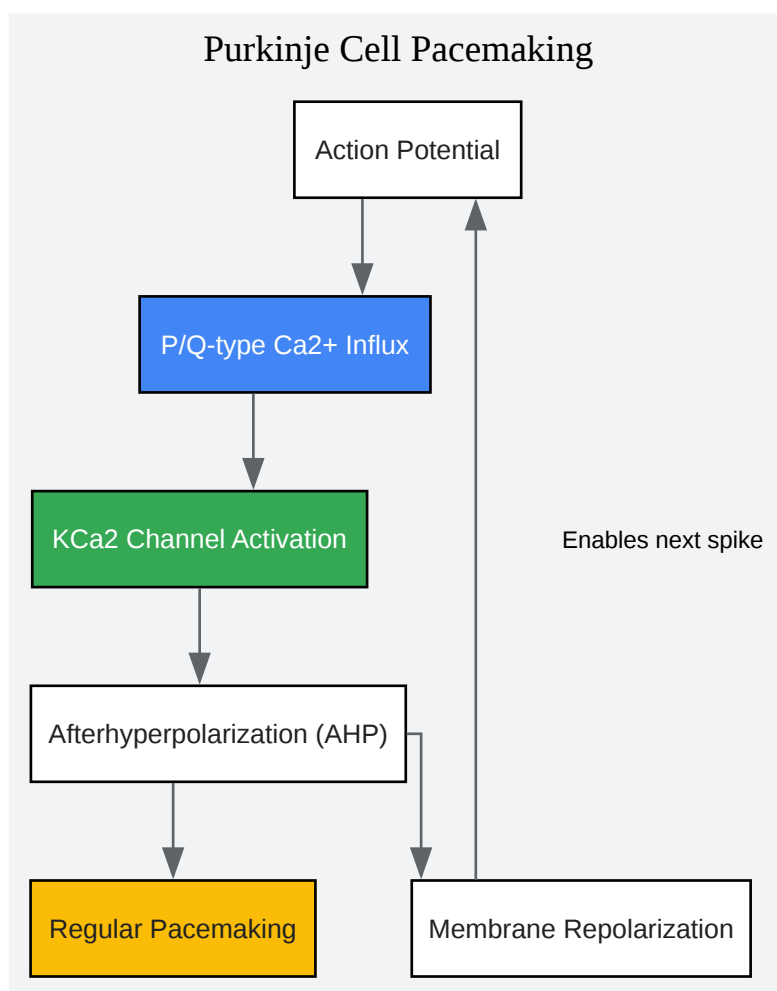 Purkinje Cell Pacemaking
Action Potential
P/Q-type Ca2+ Influx
KCa2 Channel Activation
Enables next spike
Afterhyperpolarization (AHP)
Regular Pacemaking
Membrane Repolarization